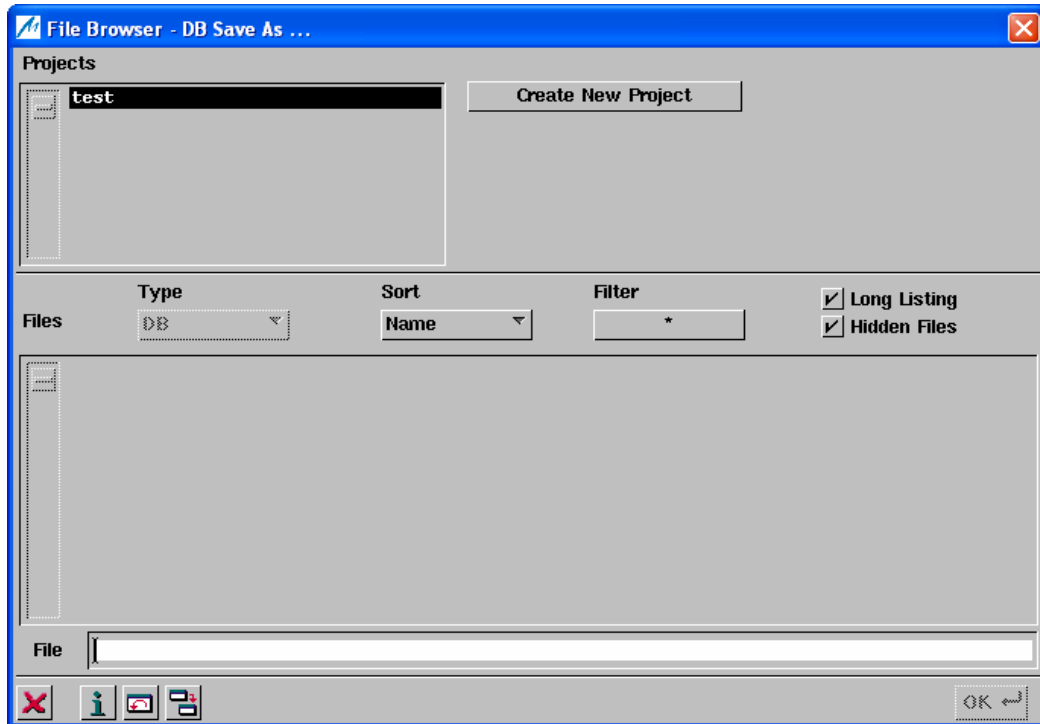 File Browser - DB Save As ...
Projects
test
Create New Project
Type
Sort
Filter
Files
DB
Name
*
Long Listing
Hidden Files
File
OK